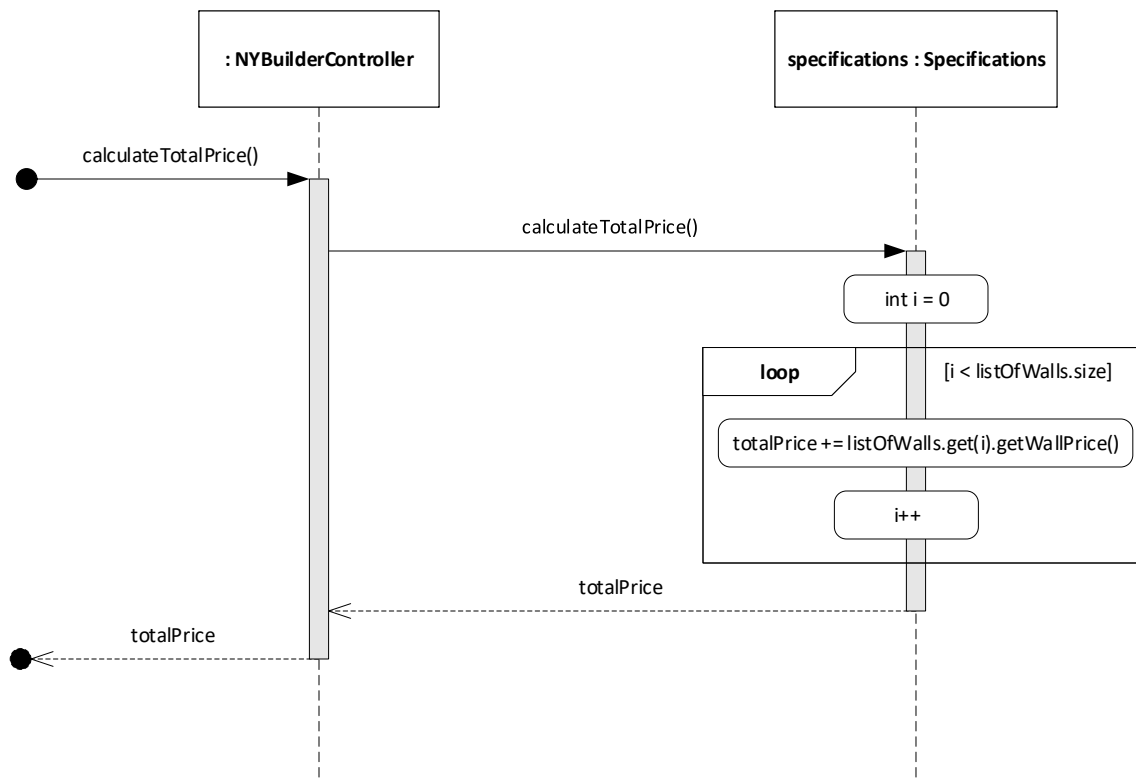 : NYBuilderController
specifications : Specifications
calculateTotalPrice()
calculateTotalPrice()
int i = 0
loop
[i < listOfWalls.size]
totalPrice += listOfWalls.get(i).getWallPrice()
i++
totalPrice
totalPrice